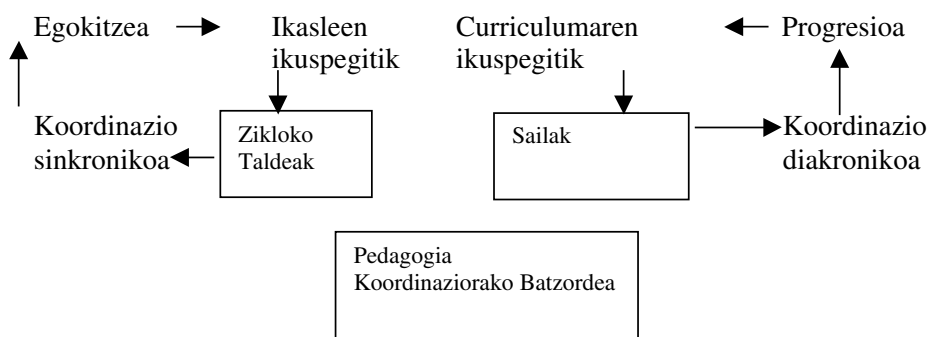 Egokitzea
Ikasleen
ikuspegitik
Curriculumaren
ikuspegitik
Progresioa
Koordinazio
sinkronikoa
Zikloko
Taldeak
Sailak
Koordinazio
diakronikoa
Pedagogia
Koordinaziorako Batzordea